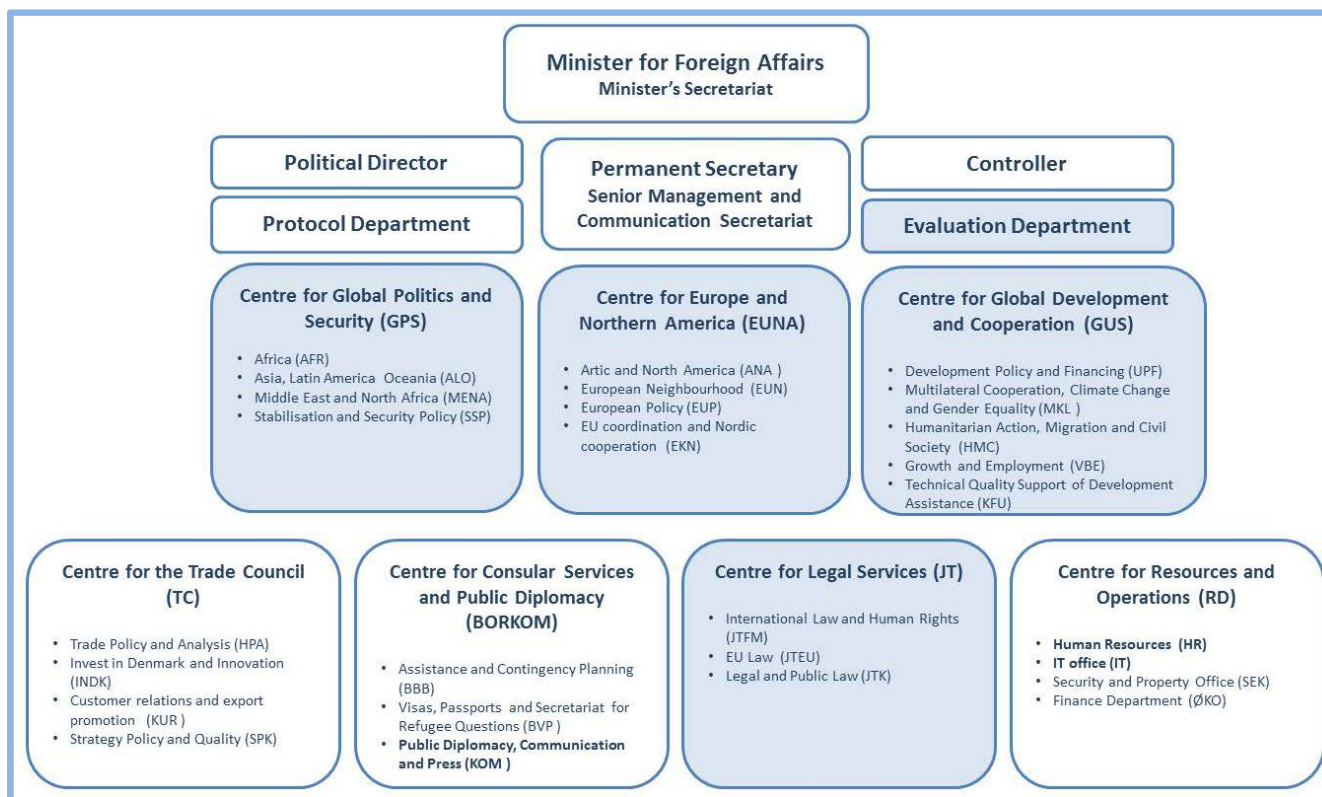 Minister for Foreign Affairs
Minister's Secretariat
Political Director
Protocol Department
Permanent Secretary
Senior Management and
Communication Secretariat
Controller
Evaluation Department
Centre for Global Politics and
Security (GPS)
• Africa (AFR)
• Asia, Latin America Oceania (ALO)
• Middle East and North Africa (MENA)
• Stabilisation and Security Policy (SSP)
Centre for Europe and
Northern America (EUNA)
• Artic and North America (ANA )
• European Neighbourhood (EUN)
• European Policy (EUP)
• EU coordination and Nordic
cooperation (EKN)
Centre for Global Development
and Cooperation (GUS)
• Development Policy and Financing (UPF)
• Multilateral Cooperation, Climate Change
and Gender Equality (MKL )
• Humanitarian Action, Migration and Civil
Society (HMC)
• Growth and Employment (VBE)
• Technical Quality Support of Development
Assistance (KFU)
Centre for the Trade Council
(TC)
• Trade Policy and Analysis (HPA)
• Invest in Denmark and Innovation
(INDK)
• Customer relations and export
promotion (KUR )
• Strategy Policy and Quality (SPK)
Centre for Consular Services
and Public Diplomacy
(BORKOM)
• Assistance and Contingency Planning
(BBB)
• Visas, Passports and Secretariat for
Refugee Questions (BVP )
• Public Diplomacy, Communication
and Press (KOM )
Centre for Legal Services (JT)
• International Law and Human Rights
(JTFM)
• EU Law (JTEU)
• Legal and Public Law (JTK)
Centre for Resources and
Operations (RD)
• Human Resources (HR)
• IT office (IT)
• Security and Property Office (SEK)
• Finance Department (ØKO)